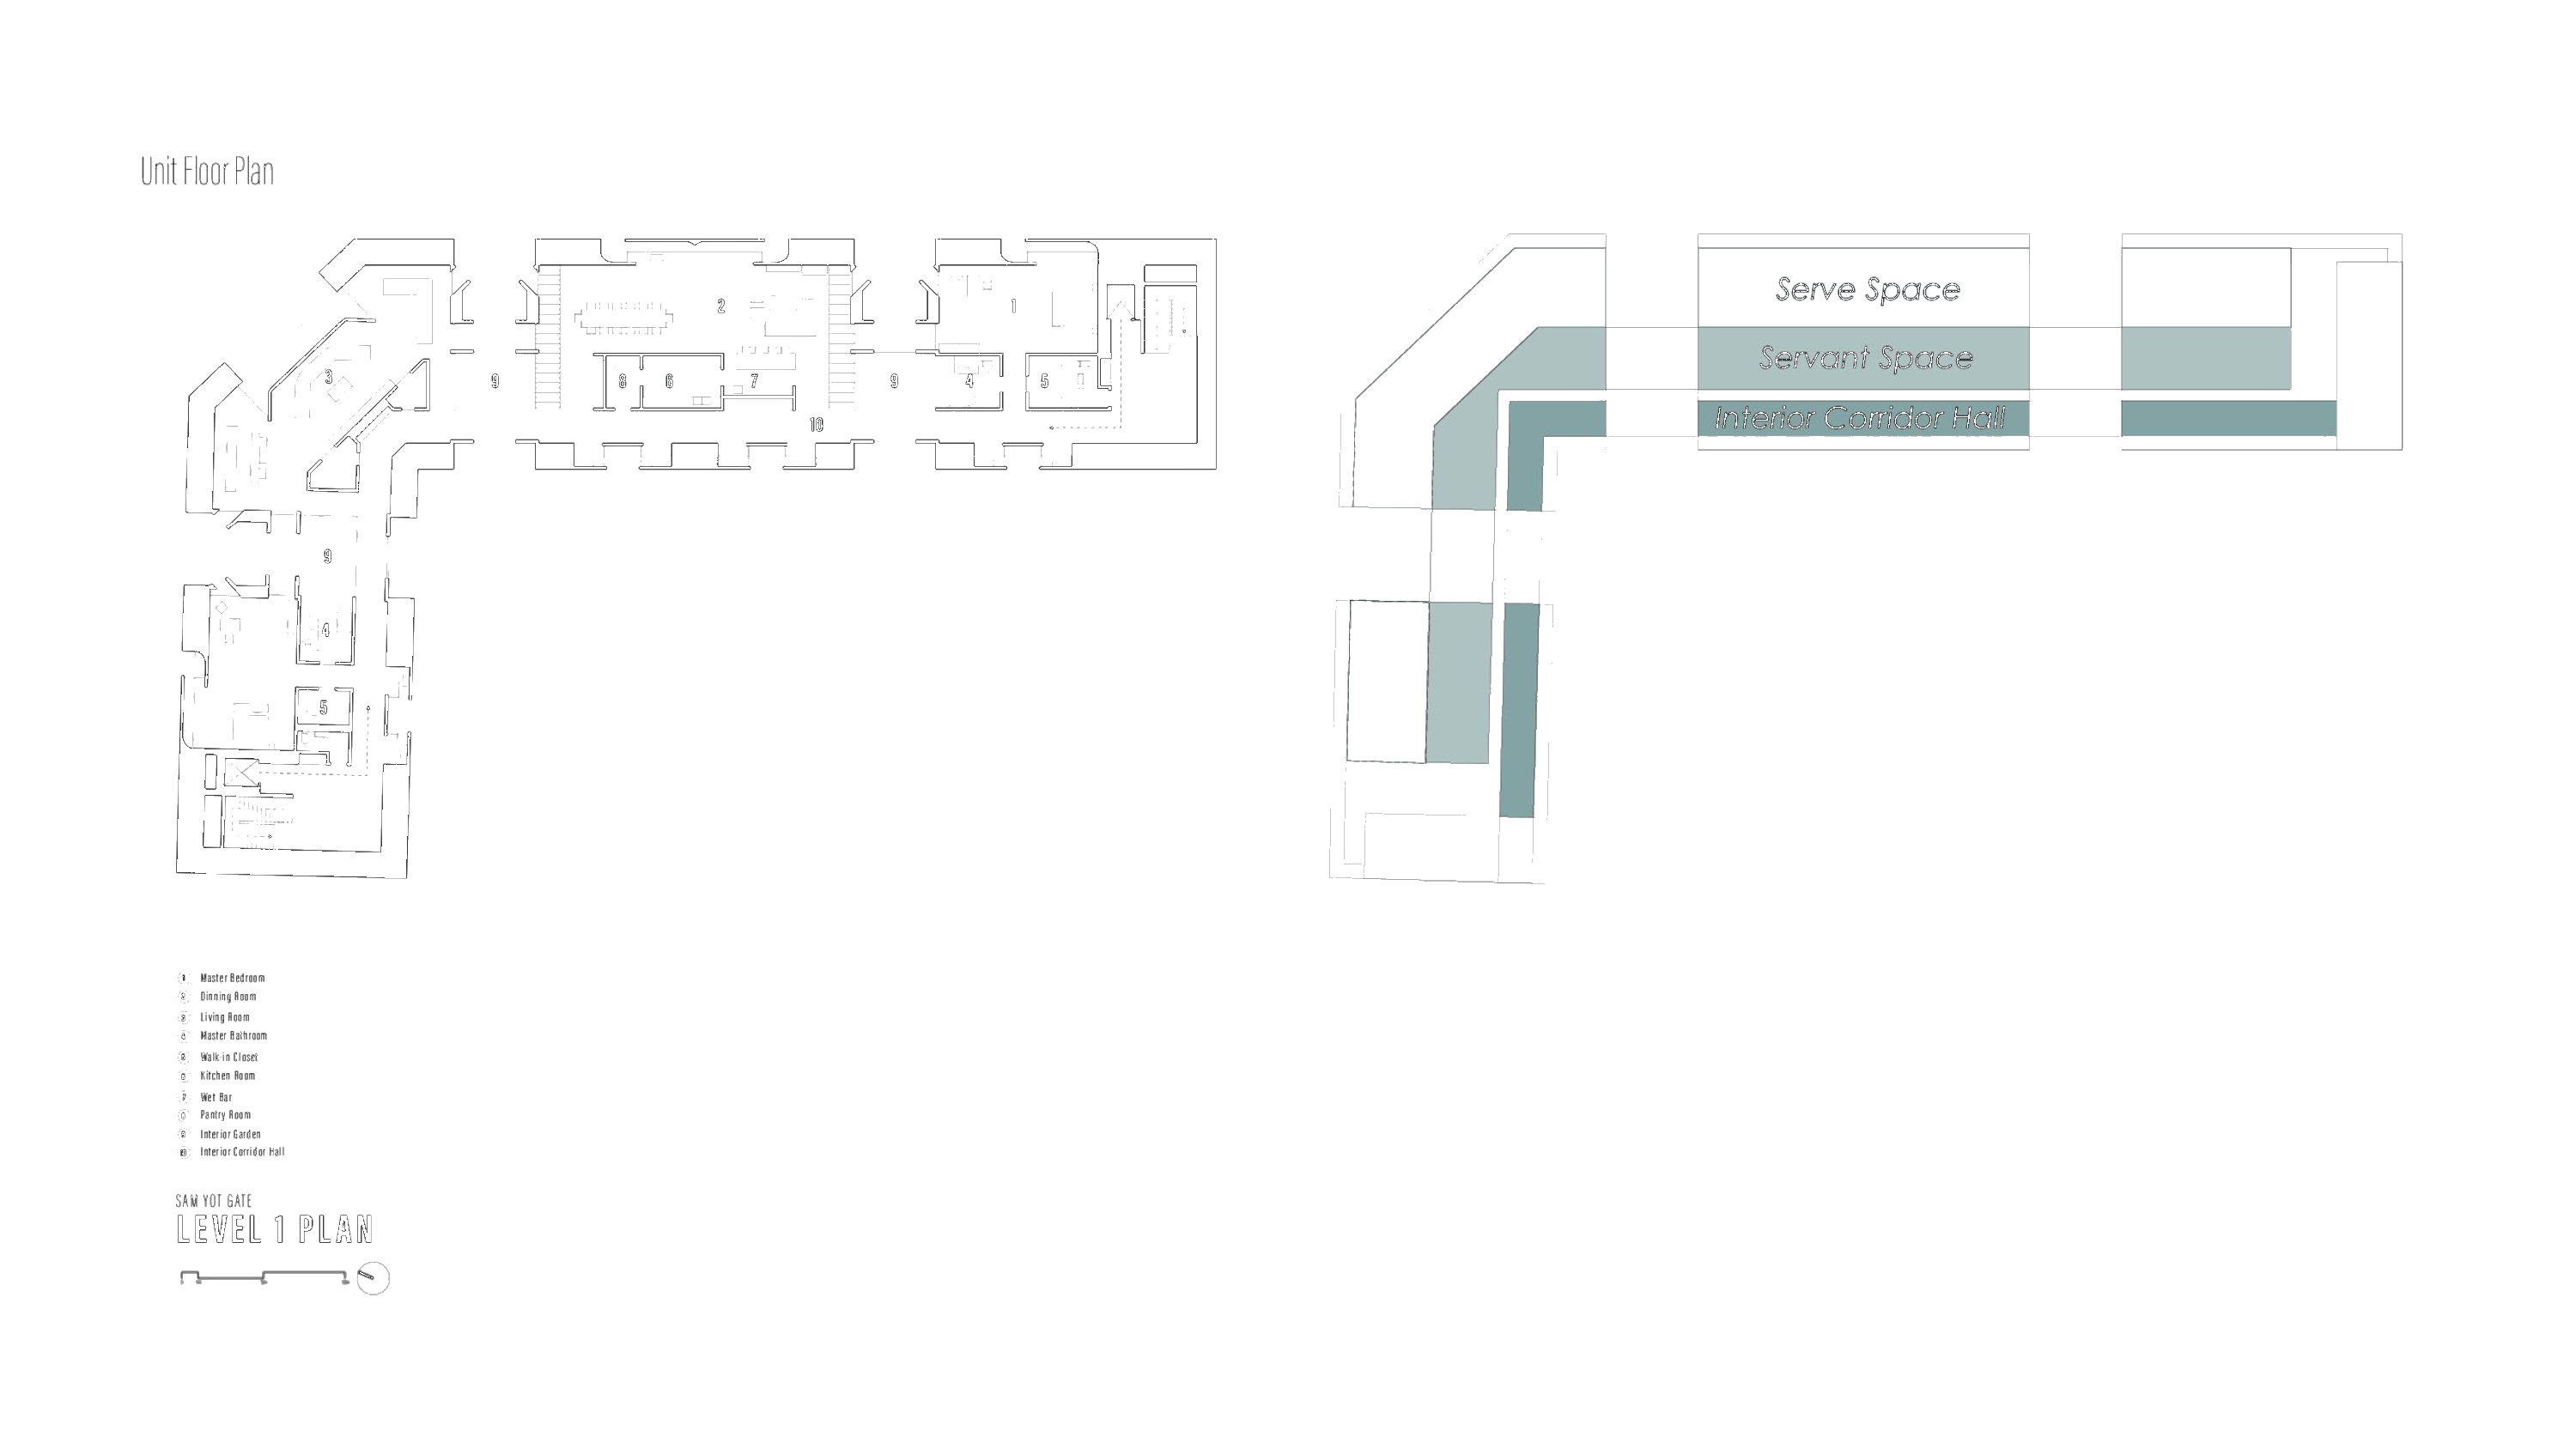 Unit Floor Plan
Serve Space
Servant Space
Interior Corridor Hall
2
1
3
9
8
6
7
9
4
5
10
9
4
5
1 Master Bedroom
2 Dinning Room
3 Living Room
4 Master Bathroom
Walk-in Closet
Kitchen Room
7 Wet Bar
Pantry Room
9 Interior Garden
10 Interior Corridor Hall
SAM YOT GATE
LEVEL 1 PLAN